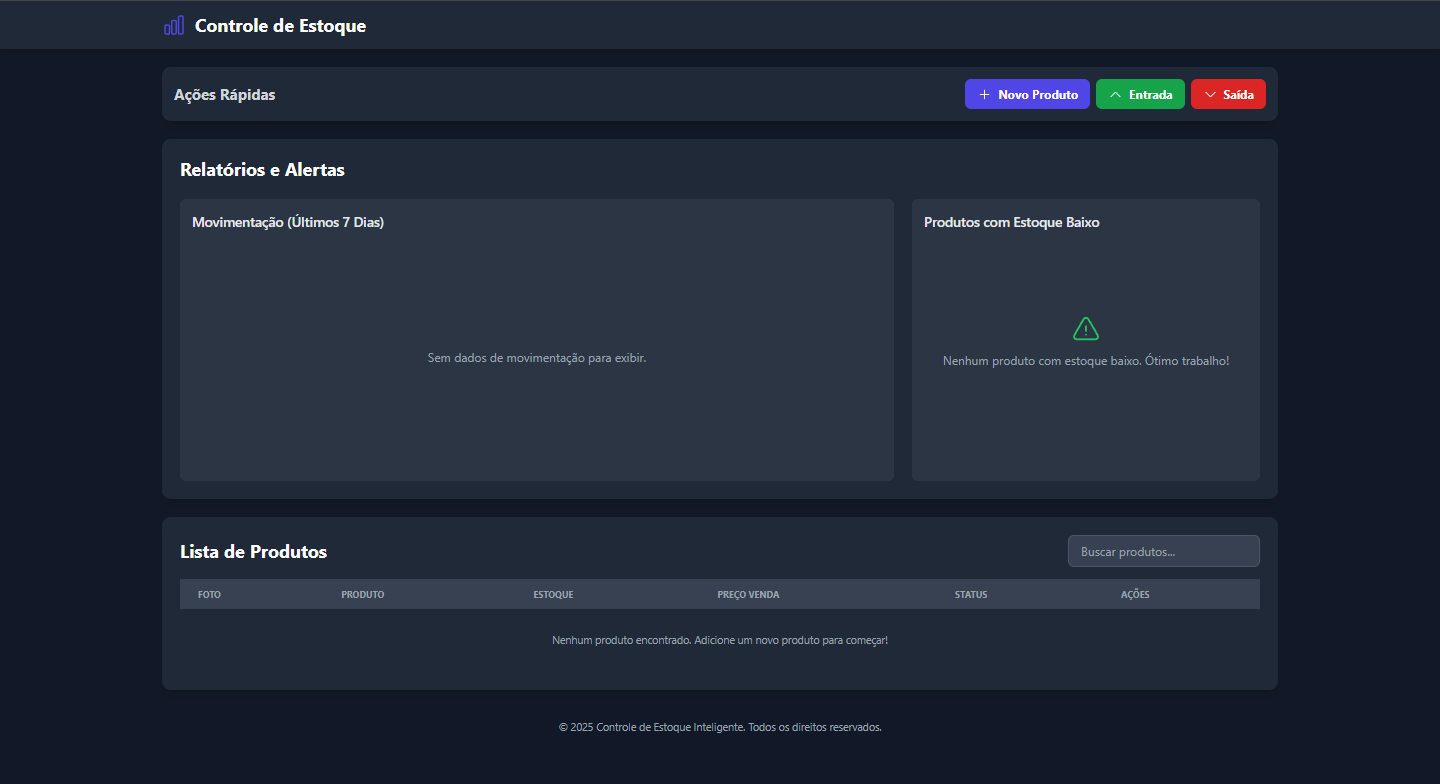 Controle de Estoque
Ações Rápidas
Novo Produto
Entrada
Saída
Relatórios e Alertas
Movimentação (Últimos 7 Dias)
Sem dados de movimentação para exibir.
Produtos com Estoque Baixo
Nenhum produto com estoque baixo. Ótimo trabalho!
Lista de Produtos
Buscar produtos...
FOTO PRODUTO ESTOQUE PREÇO VENDA STATUS AÇÕES
Nenhum produto encontrado. Adicione um novo produto para começar!
© 2025 Controle de Estoque Inteligente. Todos os direitos reservados.